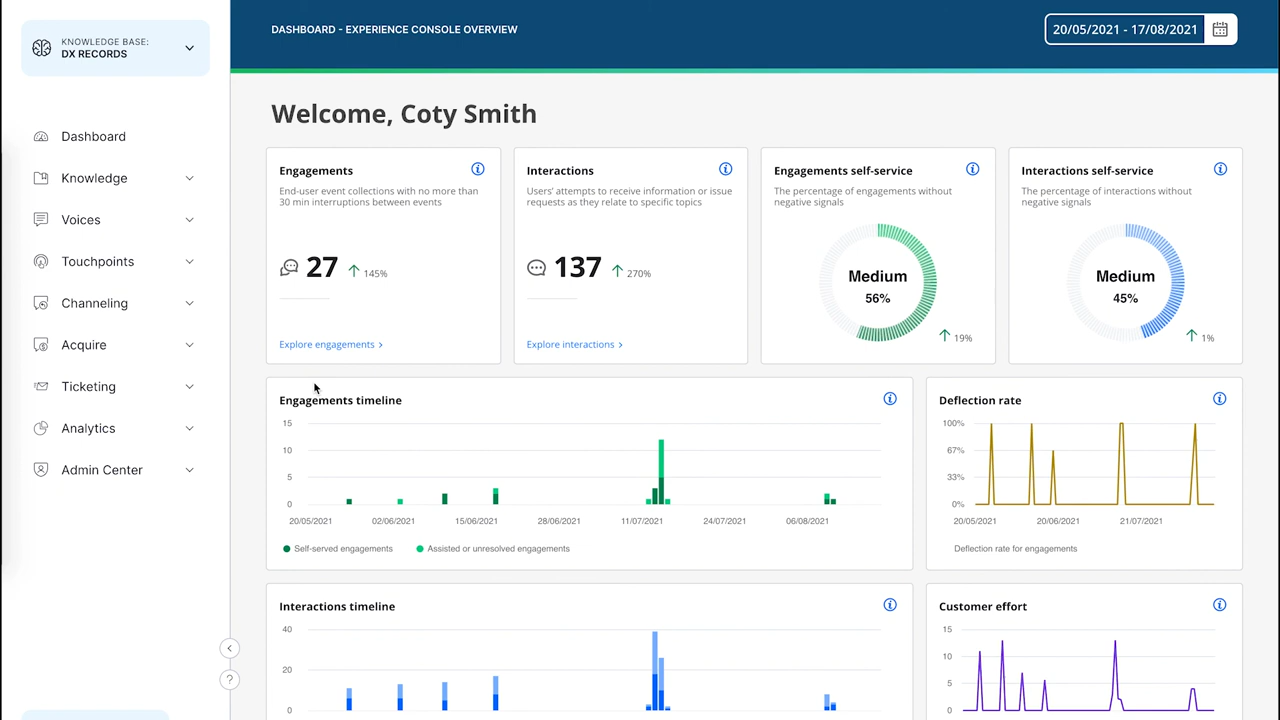 KNOWLEDGE BASE:
DX RECORDS
Dashboard
Knowledge
Voices
Touchpoints
Channeling
Acquire
Ticketing
Analytics
Admin Center
?
DASHBOARD - EXPERIENCE CONSOLE OVERVIEW
20/05/2021 - 17/08/2021
Welcome, Coty Smith
Engagements
End-user event collections with no more than
30 min interruptions between events
27
145%
Explore engagements
Interactions
Users' attempts to receive information or issue
requests as they relate to specific topics
137
270%
Explore interactions
Engagements self-service
The percentage of engagements without
negative signals
Medium
56%
19%
Interactions self-service
The percentage of interactions without
negative signals
Medium
45%
1%
Engagements timeline
15
10
5
0
20/05/2021 02/06/2021 15/06/2021 28/06/2021 11/07/2021 24/07/2021 06/08/2021
Self-served engagements Assisted or unresolved engagements
Deflection rate
100%
67%
33%
0%
20/05/2021 20/06/2021 21/07/2021
Deflection rate for engagements
Interactions timeline
40
20
0
Customer effort
15
10
5
0